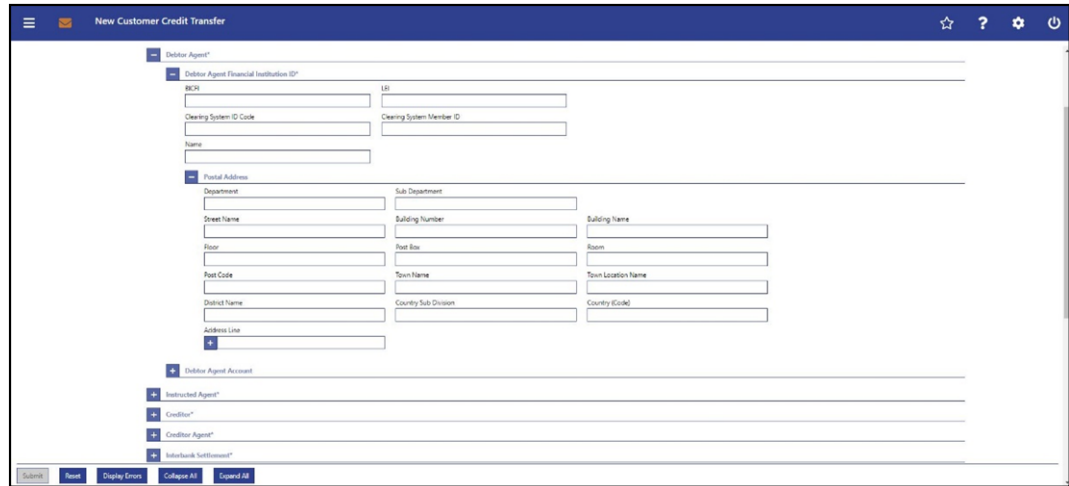 New Customer Credit Transfer
Debtor Agent*
Debtor Agent Financial Institution ID*
BICFI LEI
Clearing System ID Code Clearing System Member ID
Name
Postal Address
Department Sub Department
Street Name Building Number Building Name
Floor Post Box Room
Post Code Town Name Town Location Name
District Name Country Sub Division Country (Code)
Address Line
Debtor Agent Account
Instructed Agent*
Creditor*
Creditor Agent*
Interbank Settlement*
Submit Reset Display Errors Collapse All Expand All